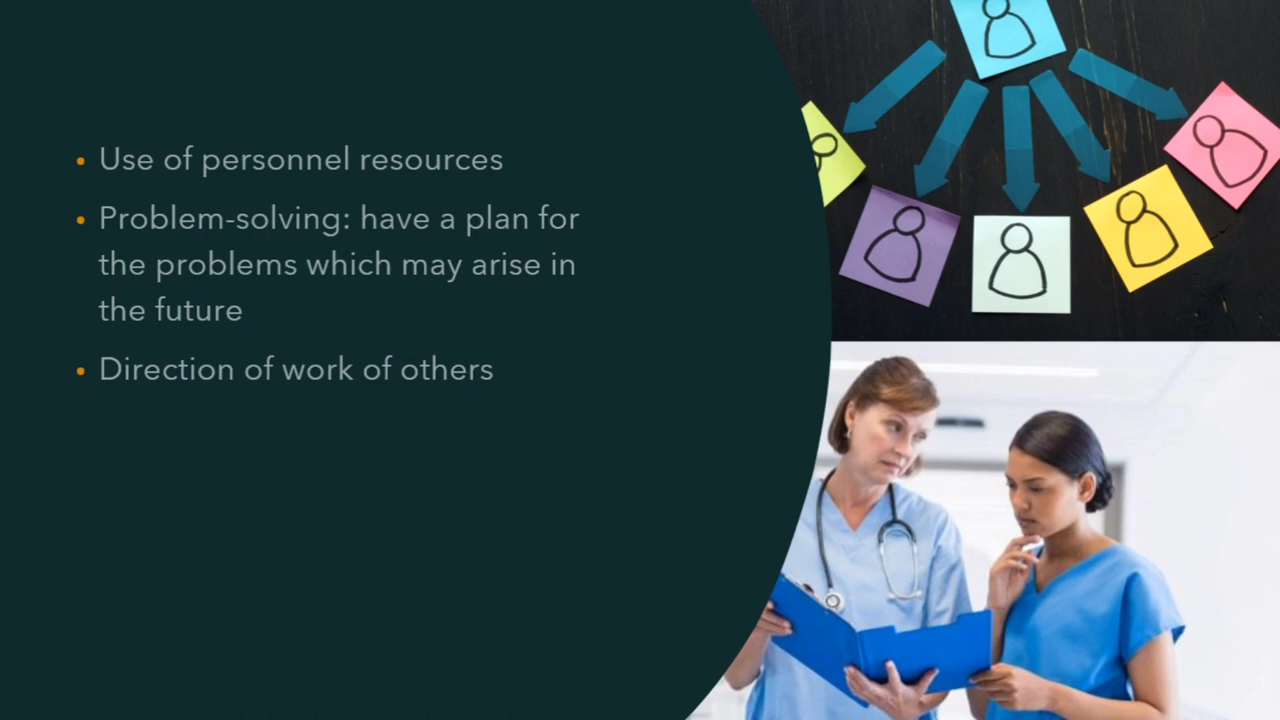 • Use of personnel resources
• Problem-solving: have a plan for
the problems which may arise in
the future
• Direction of work of others